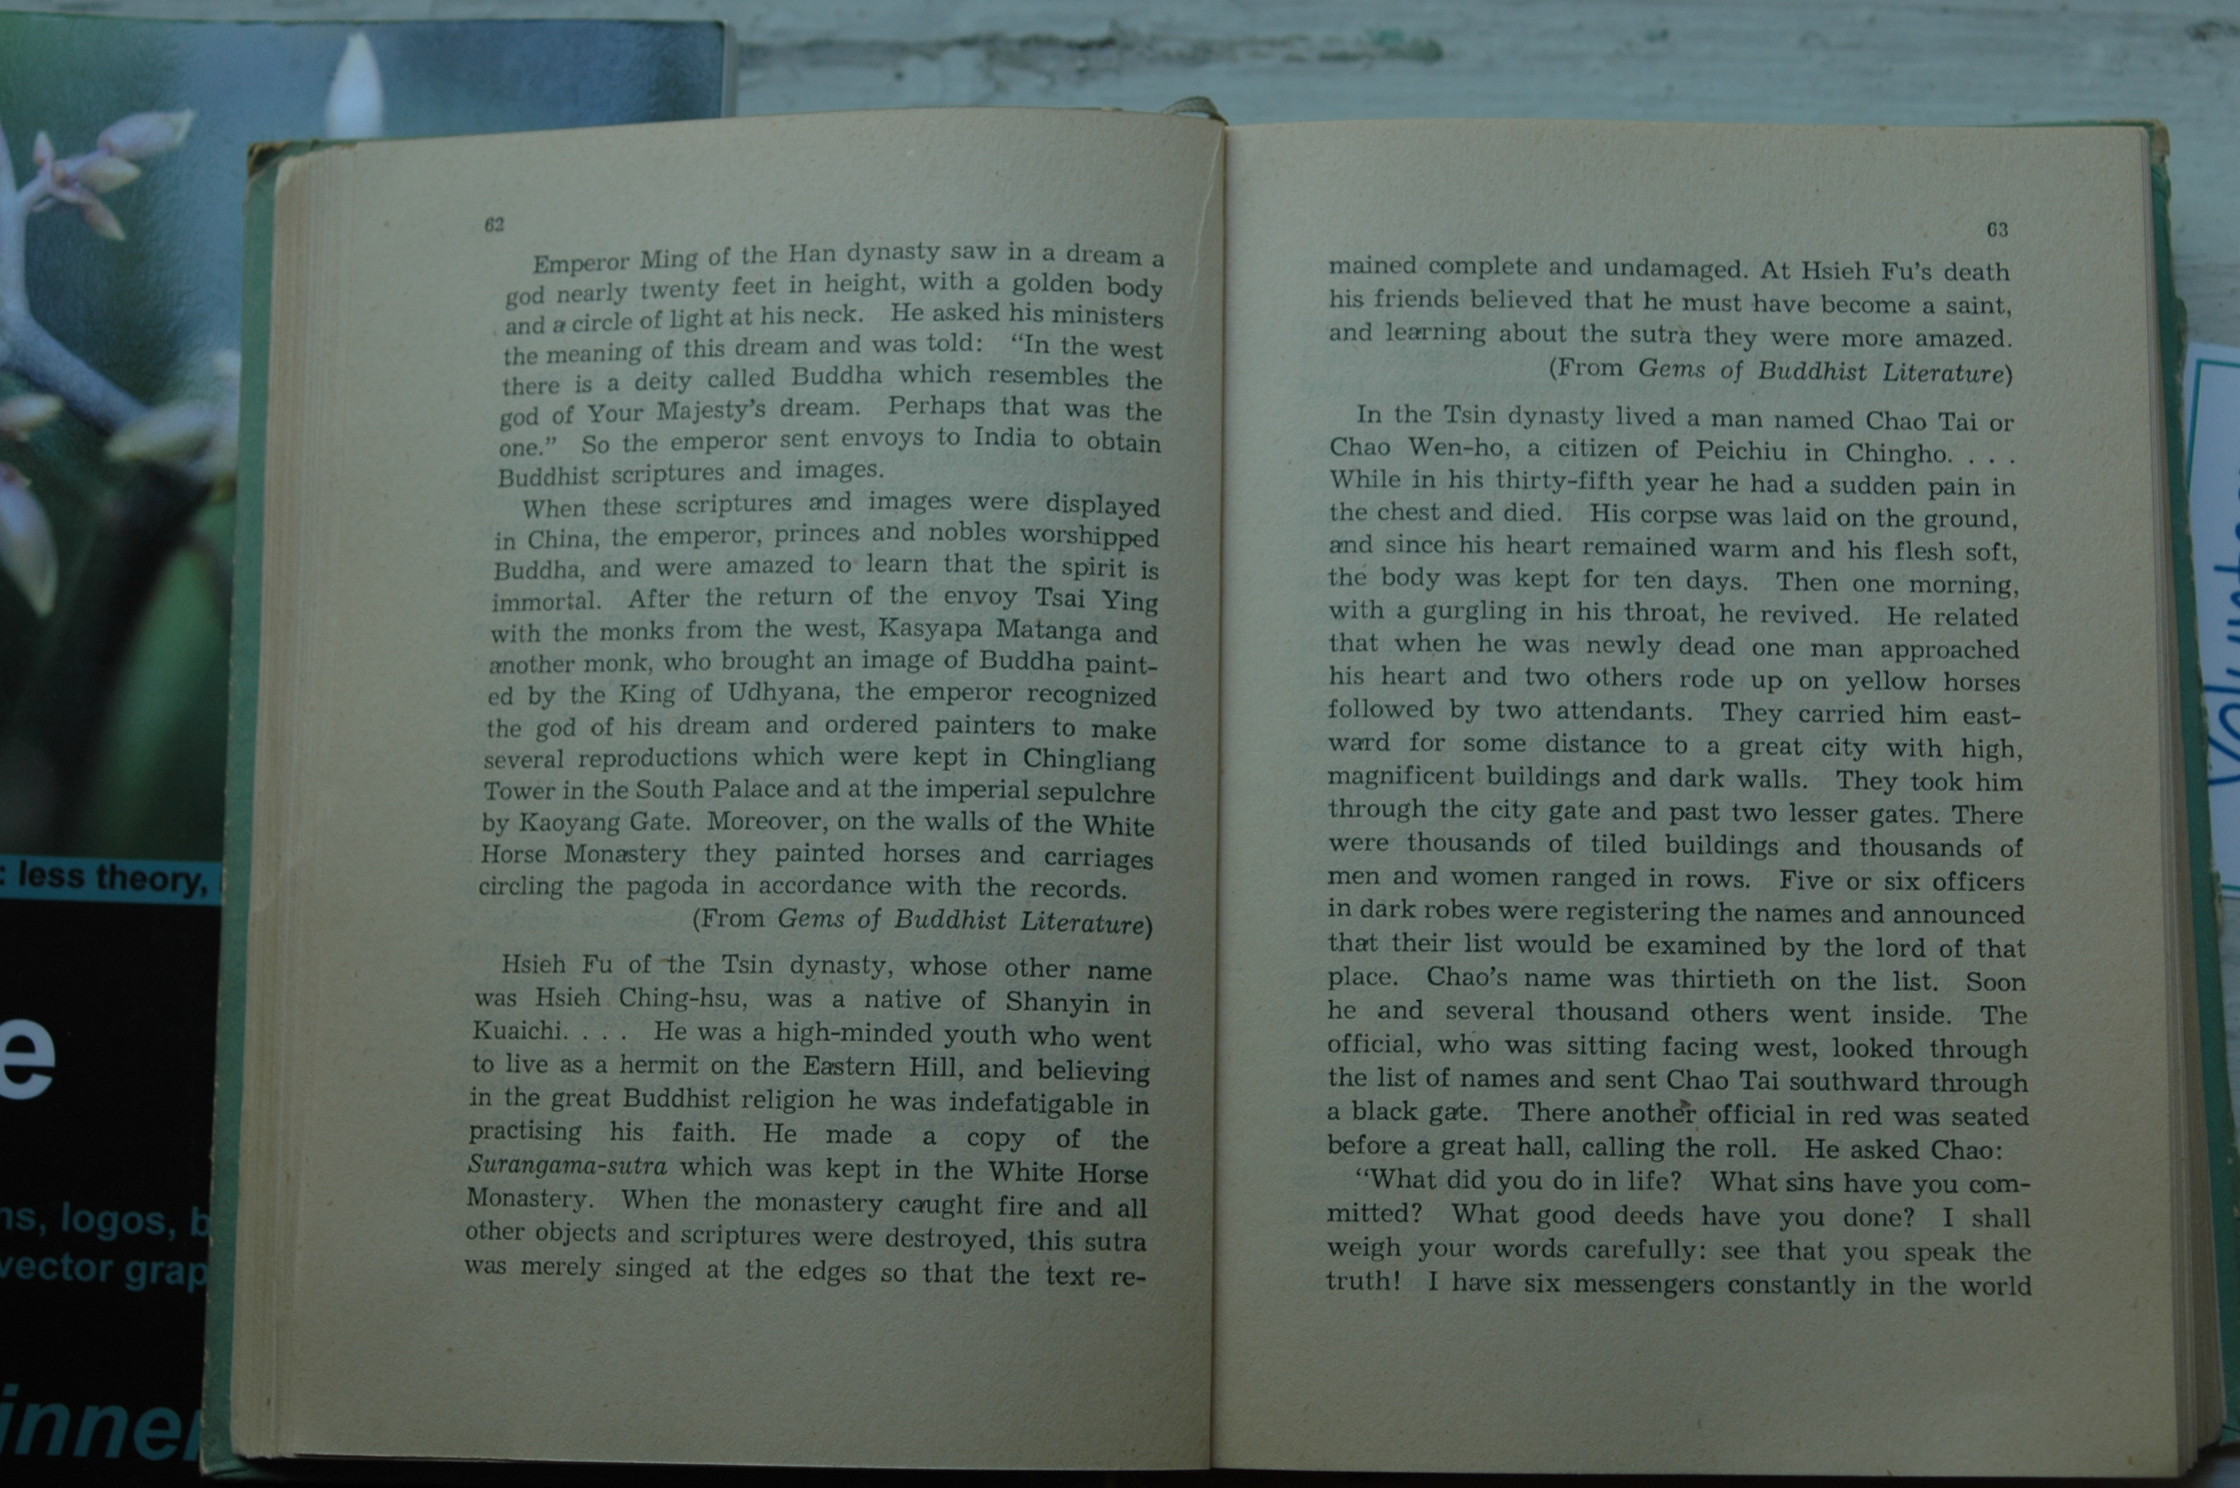 62
Emperor Ming of the Han dynasty saw in a dream a
god nearly twenty feet in height, with a golden body
and a circle of light at his neck. He asked his ministers
the meaning of this dream and was told: “In the west
there is a deity called Buddha which resembles the
god of Your Majesty’s dream. Perhaps that was the
one.” So the emperor sent envoys to India to obtain
Buddhist scriptures and images.
When these scriptures and images were displayed
in China, the emperor, princes and nobles worshipped
Buddha, and were amazed to learn that the spirit is
immortal. After the return of the envoy Tsai Ying
with the monks from the west, Kasyapa Matanga and
another monk, who brought an image of Buddha paint-
ed by the King of Udhyana, the emperor recognized
the god of his dream and ordered painters to make
several reproductions which were kept in Chingliang
Tower in the South Palace and at the imperial sepulchre
by Kaoyang Gate. Moreover, on the walls of the White
Horse Monastery they painted horses and carriages
circling the pagoda in accordance with the records.
(From Gems of Buddhist Literature)
Hsieh Fu of the Tsin dynasty, whose other name
was Hsieh Ching-hsu, was a native of Shanyin in
Kuaichi. . . . He was a high-minded youth who went
to live as a hermit on the Eastern Hill, and believing
in the great Buddhist religion he was indefatigable in
practising his faith. He made a copy of the
Surangama-sutra which was kept in the White Horse
Monastery. When the monastery caught fire and all
other objects and scriptures were destroyed, this sutra
was merely singed at the edges so that the text re-
63
mained complete and undamaged. At Hsieh Fu’s death
his friends believed that he must have become a saint,
and learning about the sutra they were more amazed.
(From Gems of Buddhist Literature)
In the Tsin dynasty lived a man named Chao Tai or
Chao Wen-ho, a citizen of Peichiu in Chingho. . . .
While in his thirty-fifth year he had a sudden pain in
the chest and died. His corpse was laid on the ground,
and since his heart remained warm and his flesh soft,
the body was kept for ten days. Then one morning,
with a gurgling in his throat, he revived. He related
that when he was newly dead one man approached
his heart and two others rode up on yellow horses
followed by two attendants. They carried him east-
ward for some distance to a great city with high,
magnificent buildings and dark walls. They took him
through the city gate and past two lesser gates. There
were thousands of tiled buildings and thousands of
men and women ranged in rows. Five or six officers
in dark robes were registering the names and announced
that their list would be examined by the lord of that
place. Chao’s name was thirtieth on the list. Soon
he and several thousand others went inside. The
official, who was sitting facing west, looked through
the list of names and sent Chao Tai southward through
a black gate. There another official in red was seated
before a great hall, calling the roll. He asked Chao:
“What did you do in life? What sins have you com-
mitted? What good deeds have you done? I shall
weigh your words carefully: see that you speak the
truth! I have six messengers constantly in the world
: less theory,
e
ns, logos, b
vector grap
inner